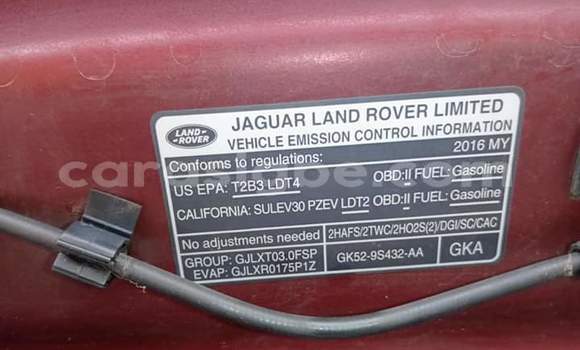 JAGUAR LAND ROVER LIMITED
LAND ROVER
VEHICLE EMISSION CONTROL INFORMATION
Conforms to regulations: 2016 MY
US EPA: T2B3 LDT4 OBD:II FUEL: Gasoline
CALIFORNIA: SULEV30 PZEV LDT2 OBD:II FUEL: Gasoline
No adjustments needed 2HAFS/2TWC/2HO2S(2)/DGI/SC/CAC
GROUP: GJLXT03.0FSP GK52-9S432-AA GKA
EVAP: GJLXR0175P1Z